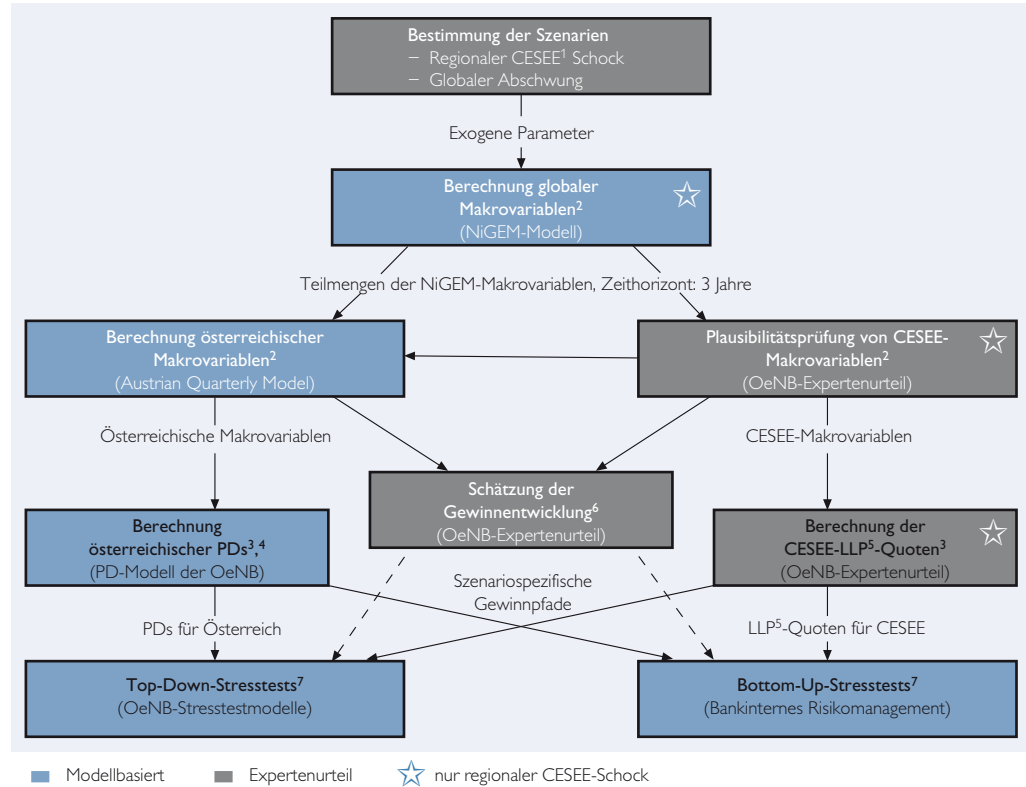 Bestimmung der Szenarien
– Regionaler CESEE¹ Schock
– Globaler Abschwung
Exogene Parameter
Berechnung globaler
Makrovariablen²
(NiGEM-Modell)
Teilmengen der NiGEM-Makrovariablen, Zeithorizont: 3 Jahre
Berechnung österreichischer
Makrovariablen²
(Austrian Quarterly Model)
Plausibilitätsprüfung von CESEE-
Makrovariablen²
(OeNB-Expertenurteil)
Österreichische Makrovariablen
CESEE-Makrovariablen
Schätzung der
Gewinnentwicklung⁶
(OeNB-Expertenurteil)
Berechnung
österreichischer PDs³,⁴
(PD-Modell der OeNB)
Berechnung der
CESEE-LLP⁵-Quoten³
(OeNB-Expertenurteil)
Szenariospezifische
Gewinnpfade
PDs für Österreich
LLP⁵-Quoten für CESEE
Top-Down-Stresstests⁷
(OeNB-Stresstestmodelle)
Bottom-Up-Stresstests⁷
(Bankinternes Risikomanagement)
Modellbasiert
Expertenurteil
nur regionaler CESEE-Schock